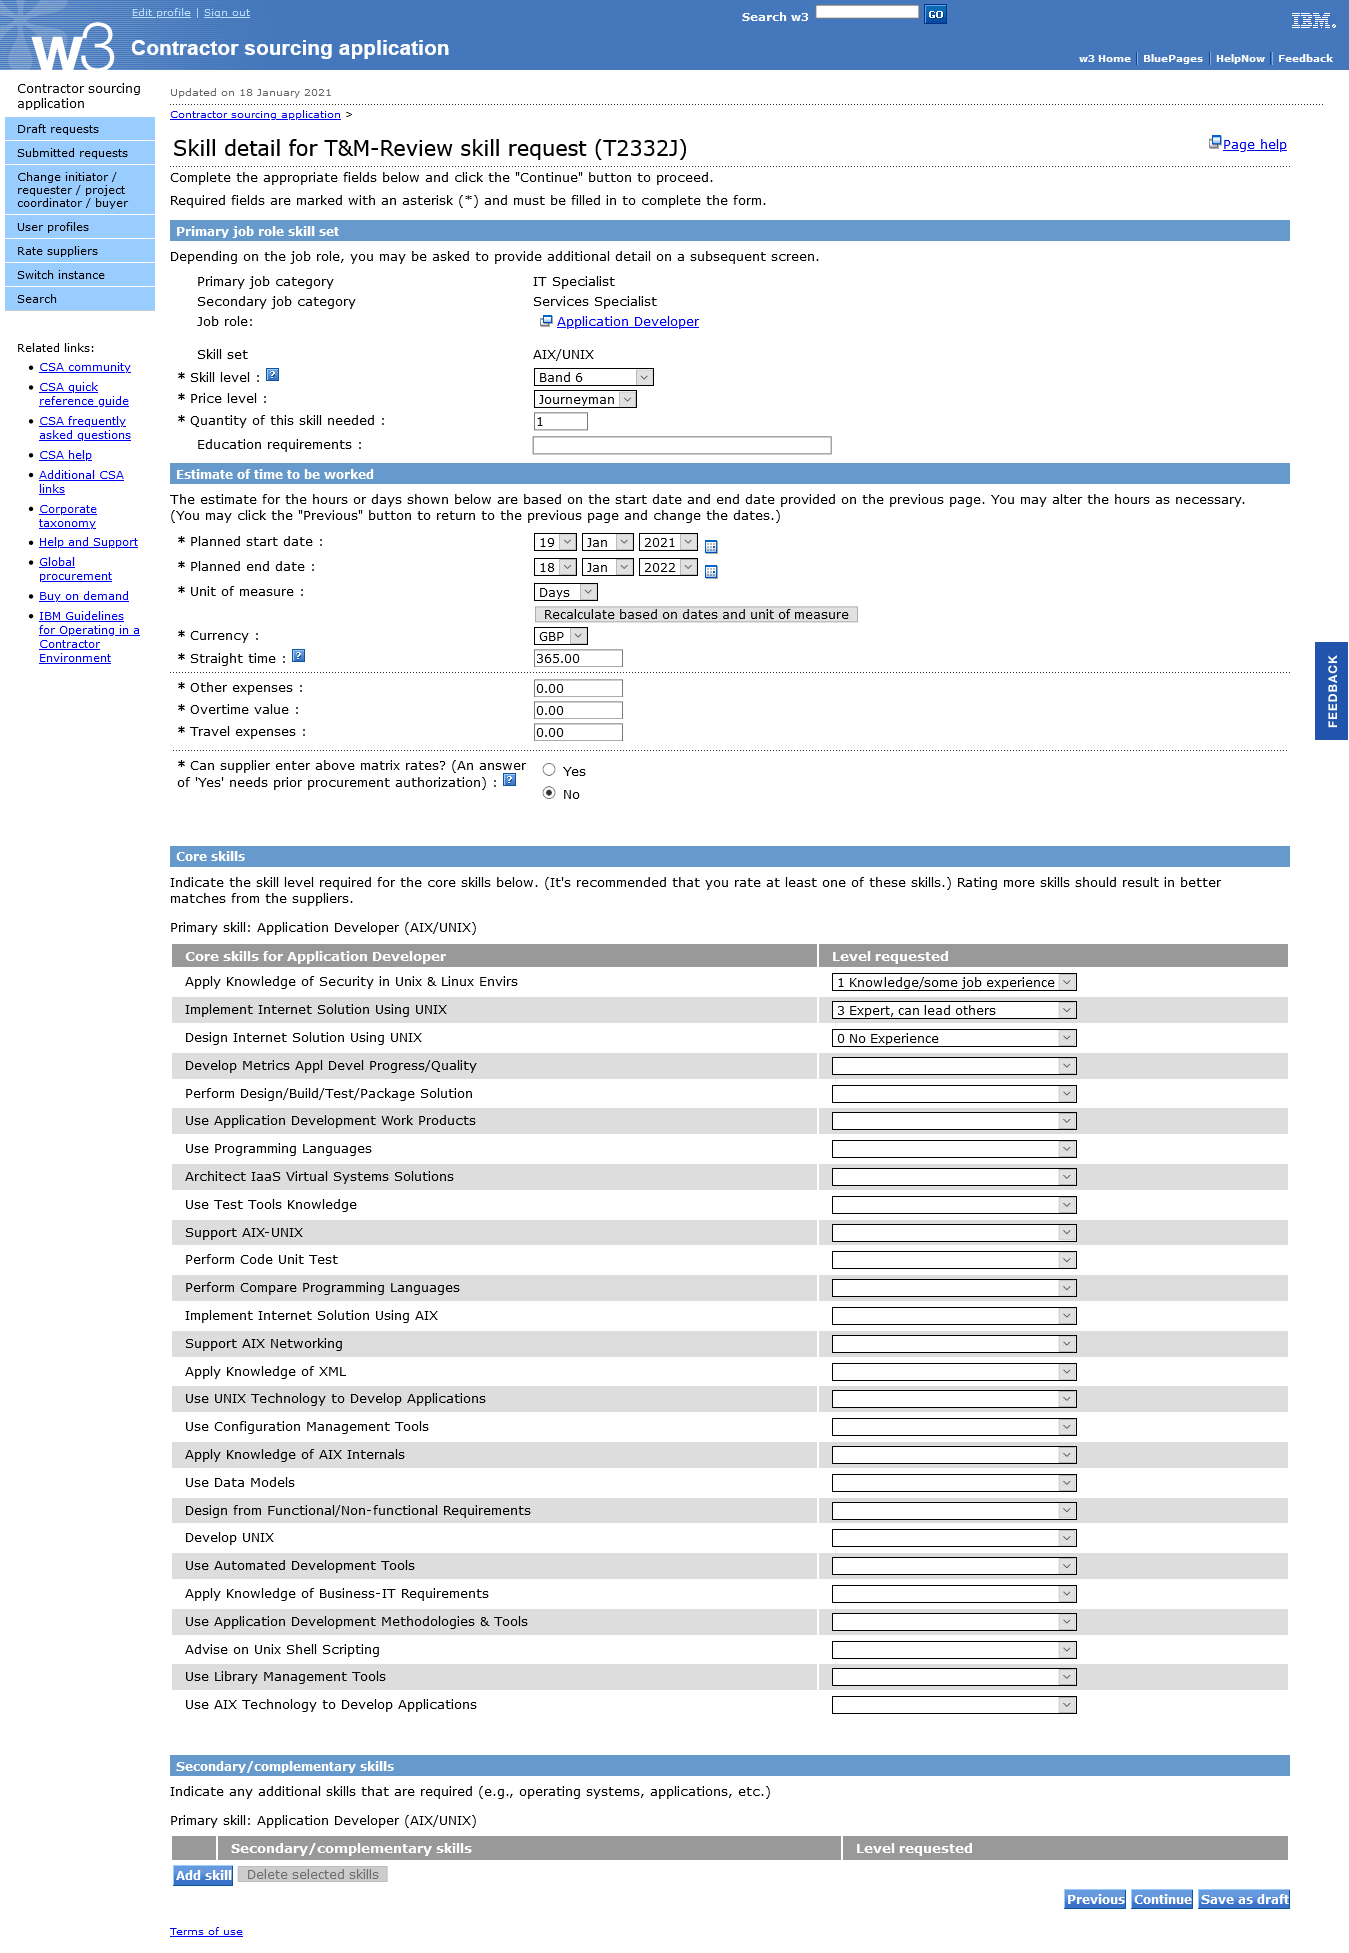 Edit profile | Sign out
Search w3
GO
IBM.
w3
Contractor sourcing application
w3 Home | BluePages | HelpNow | Feedback
Contractor sourcing
application
Draft requests
Submitted requests
Change initiator /
requester / project
coordinator / buyer
User profiles
Rate suppliers
Switch instance
Search
Related links:
• CSA community
• CSA quick
reference guide
• CSA frequently
asked questions
• CSA help
• Additional CSA
links
• Corporate
taxonomy
• Help and Support
• Global
procurement
• Buy on demand
• IBM Guidelines
for Operating in a
Contractor
Environment
Updated on 18 January 2021
Contractor sourcing application >
Skill detail for T&M-Review skill request (T2332J)
Page help
Complete the appropriate fields below and click the "Continue" button to proceed.
Required fields are marked with an asterisk (*) and must be filled in to complete the form.
Primary job role skill set
Depending on the job role, you may be asked to provide additional detail on a subsequent screen.
Primary job category IT Specialist
Secondary job category Services Specialist
Job role: Application Developer
Skill set AIX/UNIX
* Skill level : ? Band 6
* Price level : Journeyman
* Quantity of this skill needed : 1
Education requirements :
Estimate of time to be worked
The estimate for the hours or days shown below are based on the start date and end date provided on the previous page. You may alter the hours as necessary.
(You may click the "Previous" button to return to the previous page and change the dates.)
* Planned start date : 19 Jan 2021
* Planned end date : 18 Jan 2022
* Unit of measure : Days
Recalculate based on dates and unit of measure
* Currency : GBP
* Straight time : ? 365.00
* Other expenses : 0.00
* Overtime value : 0.00
* Travel expenses : 0.00
* Can supplier enter above matrix rates? (An answer
of 'Yes' needs prior procurement authorization) : ?
Yes
No
FEEDBACK
Core skills
Indicate the skill level required for the core skills below. (It's recommended that you rate at least one of these skills.) Rating more skills should result in better
matches from the suppliers.
Primary skill: Application Developer (AIX/UNIX)
Core skills for Application Developer Level requested
Apply Knowledge of Security in Unix & Linux Envirs 1 Knowledge/some job experience
Implement Internet Solution Using UNIX 3 Expert, can lead others
Design Internet Solution Using UNIX 0 No Experience
Develop Metrics Appl Devel Progress/Quality
Perform Design/Build/Test/Package Solution
Use Application Development Work Products
Use Programming Languages
Architect IaaS Virtual Systems Solutions
Use Test Tools Knowledge
Support AIX-UNIX
Perform Code Unit Test
Perform Compare Programming Languages
Implement Internet Solution Using AIX
Support AIX Networking
Apply Knowledge of XML
Use UNIX Technology to Develop Applications
Use Configuration Management Tools
Apply Knowledge of AIX Internals
Use Data Models
Design from Functional/Non-functional Requirements
Develop UNIX
Use Automated Development Tools
Apply Knowledge of Business-IT Requirements
Use Application Development Methodologies & Tools
Advise on Unix Shell Scripting
Use Library Management Tools
Use AIX Technology to Develop Applications
Secondary/complementary skills
Indicate any additional skills that are required (e.g., operating systems, applications, etc.)
Primary skill: Application Developer (AIX/UNIX)
Secondary/complementary skills Level requested
Add skill Delete selected skills
Previous Continue Save as draft
Terms of use